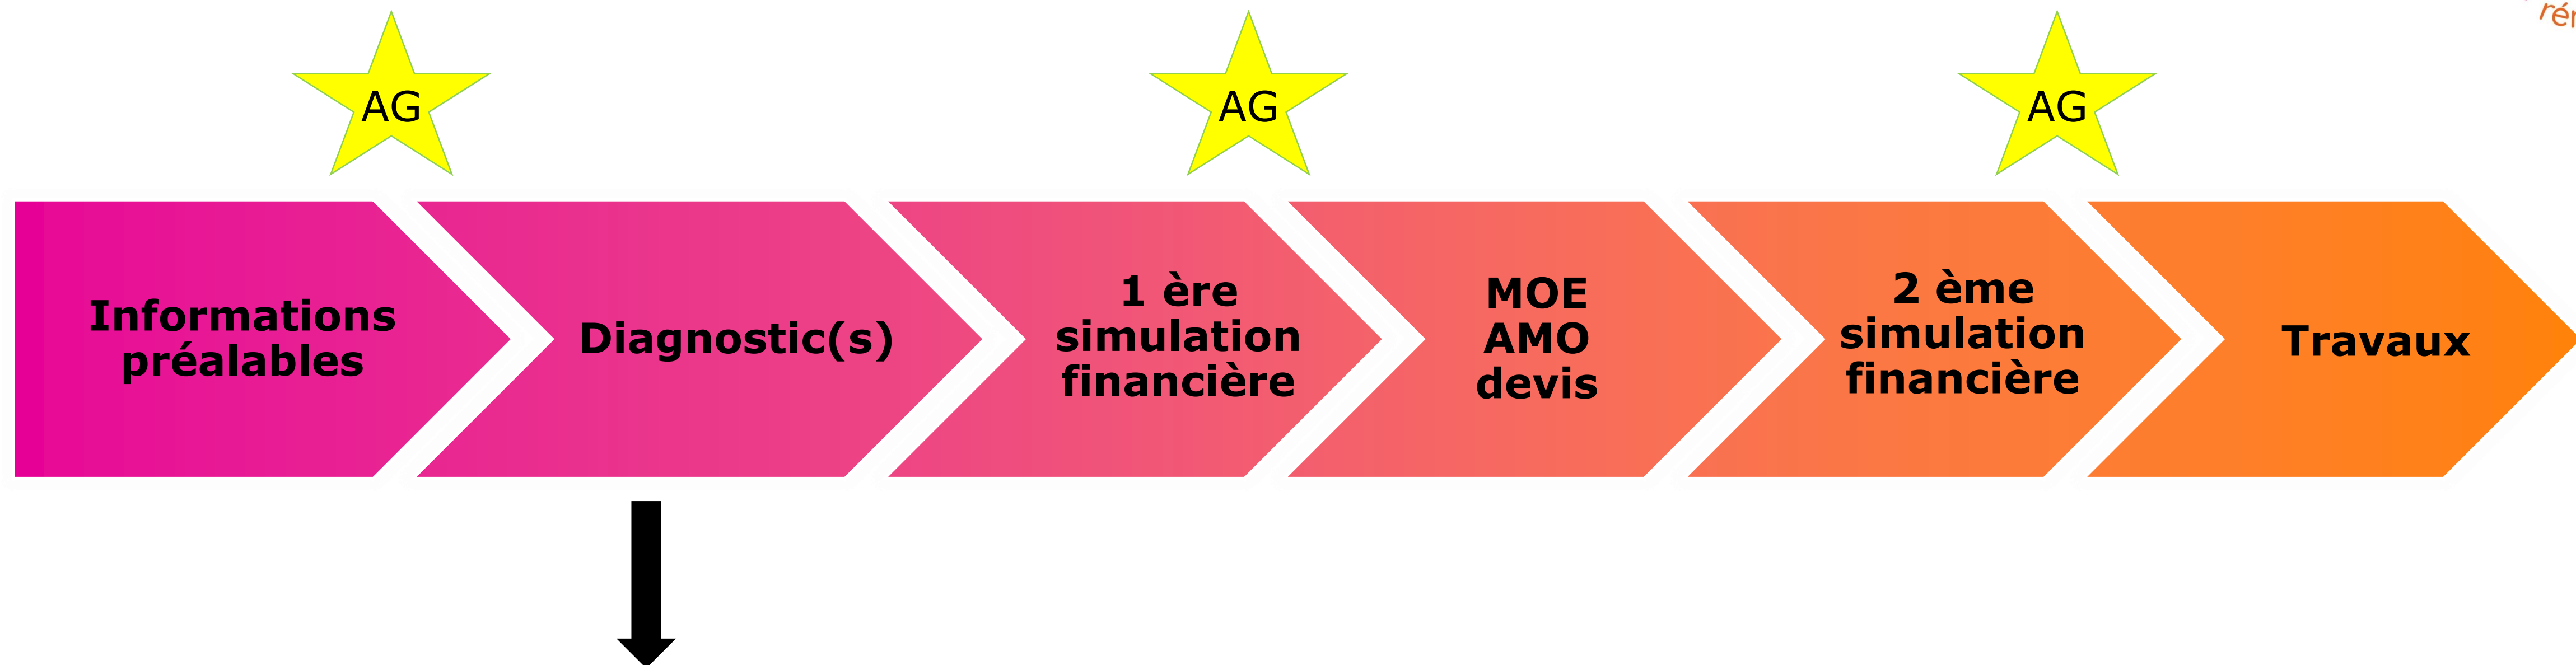 AG
AG
AG
Informations
préalables
Diagnostic(s)
1 ère
simulation
financière
MOE
AMO
devis
2 ème
simulation
financière
Travaux